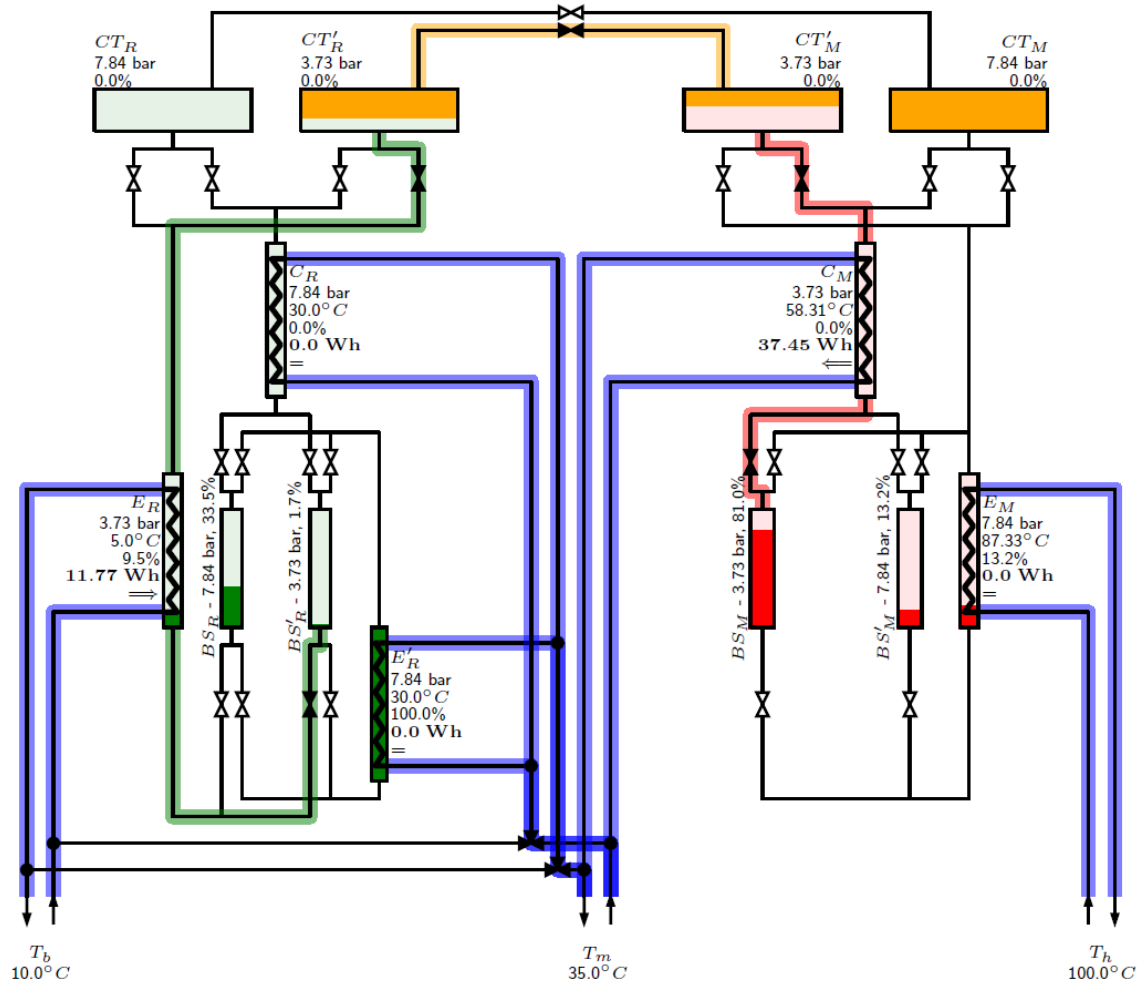 CT_R
7.84 bar
0.0%
CT'_R
3.73 bar
0.0%
CT'_M
3.73 bar
0.0%
CT_M
7.84 bar
0.0%
C_R
7.84 bar
30.0°C
0.0%
0.0 Wh
=
C_M
3.73 bar
58.31°C
0.0%
37.45 Wh
⇐
E_R
3.73 bar
5.0°C
9.5%
11.77 Wh
⇒
BS_R - 7.84 bar, 33.5%
BS'_R - 3.73 bar, 1.7%
E'_R
7.84 bar
30.0°C
100.0%
0.0 Wh
=
BS_M - 3.73 bar, 81.0%
BS'_M - 7.84 bar, 13.2%
E_M
7.84 bar
87.33°C
13.2%
0.0 Wh
=
T_b
10.0°C
T_m
35.0°C
T_h
100.0°C